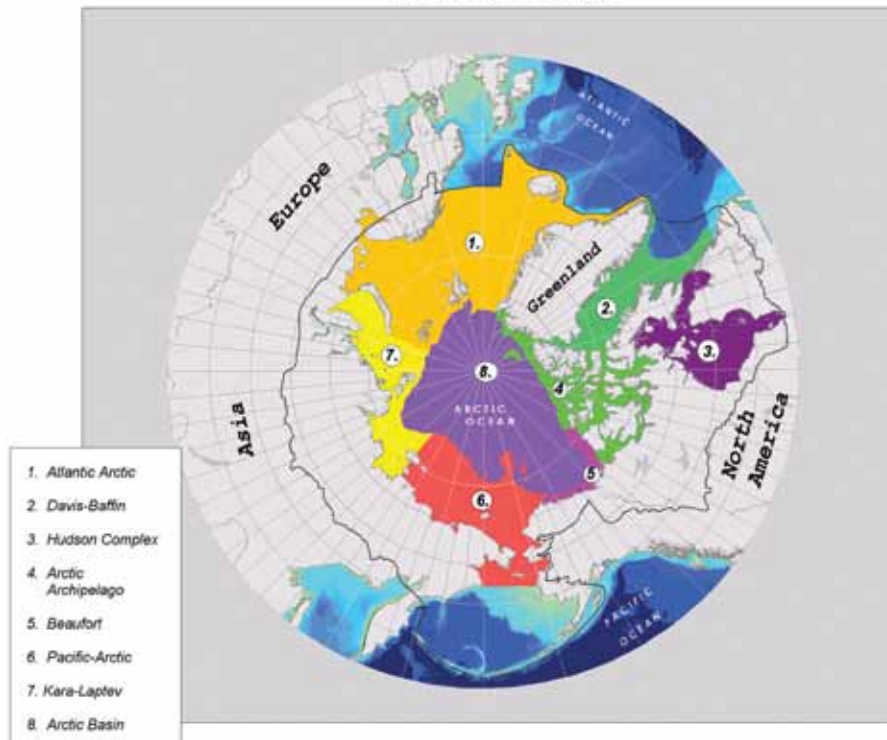 ATLANTIC
OCEAN
Europe
1.
Greenland
2.
3.
7.
8.
4
ARCTIC
OCEAN
Asia
North
America
5
6.
PACIFIC
OCEAN
1. Atlantic Arctic
2 Davis-Baffin
3 Hudson Complex
4 Arctic
Archipelago
5. Beaufort
6 Pacific-Arctic
7. Kara-Laptev
8. Arctic Basin